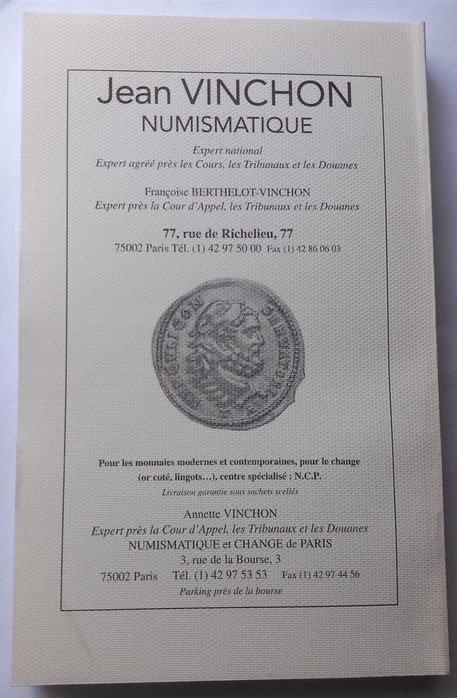 Jean VINCHON
NUMISMATIQUE
Expert national
Expert agréé près les Cours, les Tribunaux et les Douanes
Françoise BERTHELOT-VINCHON
Expert près la Cour d'Appel, les Tribunaux et les Douanes
77, rue de Richelieu, 77
75002 Paris Tél. (1) 42 97 50 00 Fax (1) 42 86 06 03
HERCVLI CONSERVATORI
Pour les monnaies modernes et contemporaines, pour le change
(or coté, lingots…), centre spécialisé : N.C.P.
Livraison garantie sous sachets scellés
Annette VINCHON
Expert près la Cour d'Appel, les Tribunaux et les Douanes
NUMISMATIQUE et CHANGE de PARIS
3, rue de la Bourse, 3
75002 Paris Tél. (1) 42 97 53 53 Fax (1) 42 97 44 56
Parking près de la bourse